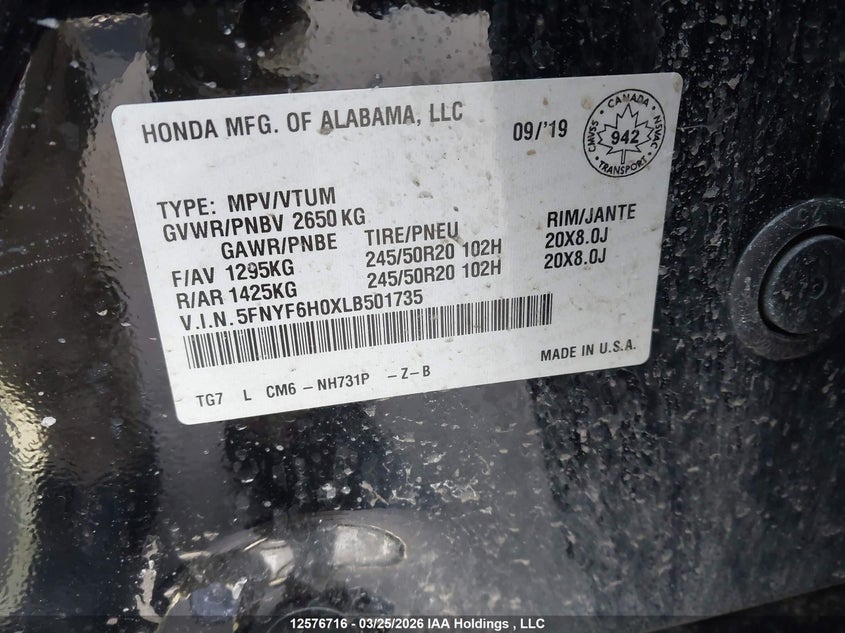 HONDA MFG. OF ALABAMA, LLC
09/'19
CMVSS • CANADA • NSVAC • TRANSPORT •
942
TYPE: MPV/VTUM
GVWR/PNBV 2650 KG
GAWR/PNBE TIRE/PNEU RIM/JANTE
F/AV 1295KG 245/50R20 102H 20X8.0J
R/AR 1425KG 245/50R20 102H 20X8.0J
V.I.N. 5FNYF6H0XLB501735
MADE IN U.S.A.
TG7 L CM6 -NH731P -Z-B
12576716 - 03/25/2026 IAA Holdings , LLC